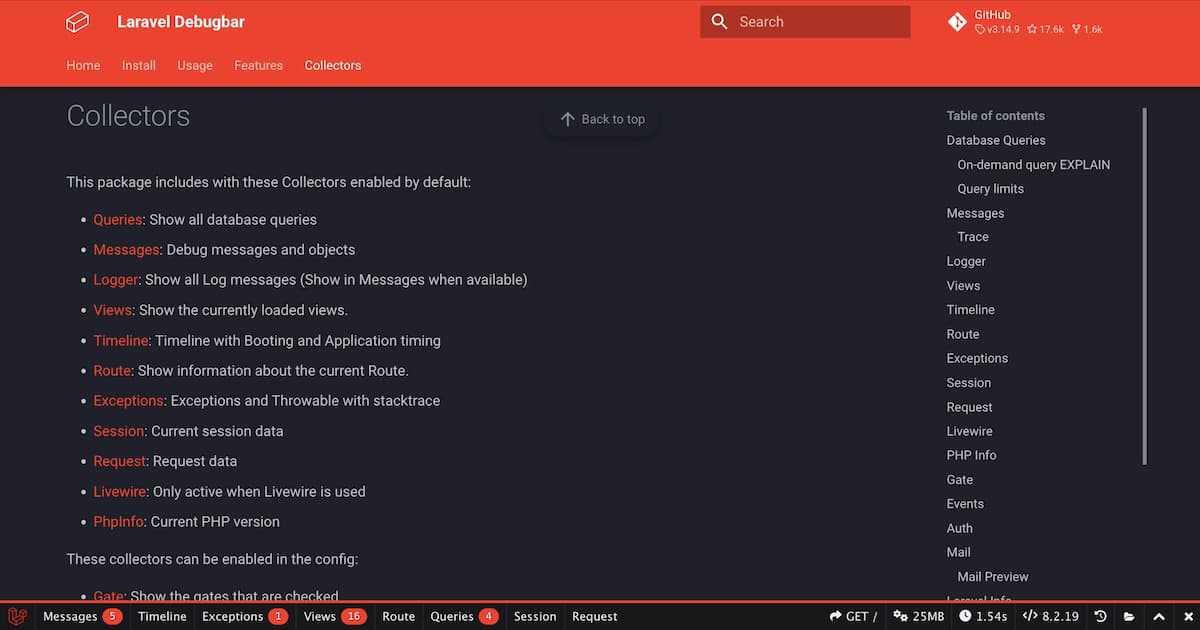 Laravel Debugbar
Search
GitHub
v3.14.9 17.6k 1.6k
Home Install Usage Features Collectors
Collectors
Back to top
This package includes with these Collectors enabled by default:
• Queries: Show all database queries
• Messages: Debug messages and objects
• Logger: Show all Log messages (Show in Messages when available)
• Views: Show the currently loaded views.
• Timeline: Timeline with Booting and Application timing
• Route: Show information about the current Route.
• Exceptions: Exceptions and Throwable with stacktrace
• Session: Current session data
• Request: Request data
• Livewire: Only active when Livewire is used
• PhpInfo: Current PHP version
These collectors can be enabled in the config:
• Gate: Show the gates that are checked
Table of contents
Database Queries
On-demand query EXPLAIN
Query limits
Messages
Trace
Logger
Views
Timeline
Route
Exceptions
Session
Request
Livewire
PHP Info
Gate
Events
Auth
Mail
Mail Preview
Laravel Info
Messages 5 Timeline Exceptions 1 Views 16 Route Queries 4 Session Request GET / 25MB 1.54s 8.2.19